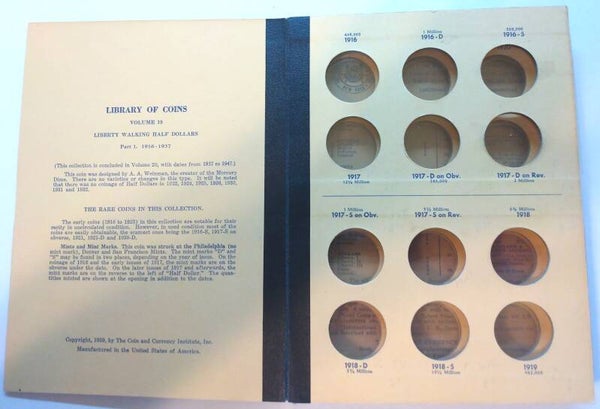 LIBRARY OF COINS
VOLUME 19
LIBERTY WALKING HALF DOLLARS
Part 1. 1916-1937
(This collection is concluded in Volume 20, with dates from 1937 to 1947.)
This coin was designed by A. A. Weinman, the creator of the Mercury
Dime. There are no varieties or changes in this type. It will be noted
that there was no coinage of Half Dollars in 1922, 1924, 1925, 1926, 1930,
1931 and 1932.
THE RARE COINS IN THIS COLLECTION.
The early coins (1916 to 1923) in this collection are notable for their
rarity in uncirculated condition. However, in used condition most of the
coins are easily obtainable, the scarcest ones being the 1916-S, 1917-S on
obverse, 1921, 1921-D and 1938-D.
Mints and Mint Marks. This coin was struck at the Philadelphia (no
mint mark), Denver and San Francisco Mints. The mint marks "D" and
"S" may be found in two places, depending on the year of issue. On the
coinage of 1916 and the early issues of 1917, the mint marks are on the
obverse under the date. On the later issues of 1917 and afterwards, the
mint marks are on the reverse to the left of "Half Dollar." The quan-
tities minted are shown at the opening in addition to the dates.
Copyright, 1959, by The Coin and Currency Institute, Inc.
Manufactured in the United States of America.
1916
1 Million
1916-D
1916-S
1917
12¼ Million
1917-D on Obv.
1917-D on Rev.
2 Million
1 Million
1917-S on Obv.
5½ Million
1917-S on Rev.
6¾ Million
1918
1918-D
Million
1918-S
10¼ Million
1919